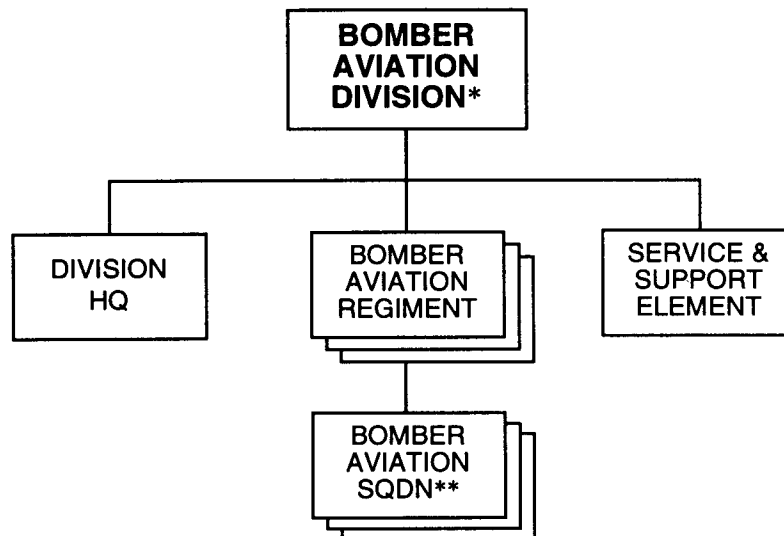 BOMBER
AVIATION
DIVISION*
DIVISION
HQ
BOMBER
AVIATION
REGIMENT
SERVICE &
SUPPORT
ELEMENT
BOMBER
AVIATION
SQDN**